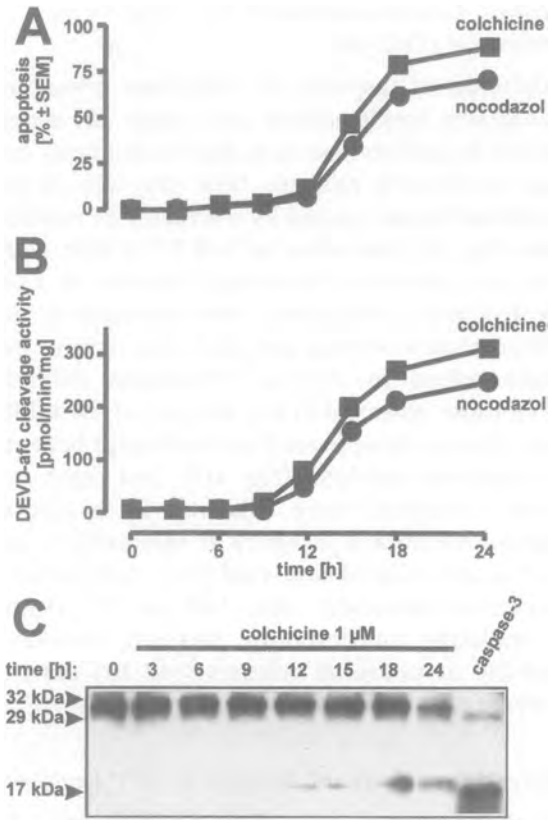 A
100
75
50
25
0
apoptosis
[% ± SEM]
colchicine
nocodazol
B
300
200
100
0
DEVD-afc cleavage activity
[pmol/min*mg]
colchicine
nocodazol
0 6 12 18 24
time [h]
C
colchicine 1 µM
caspase-3
time [h]: 0 3 6 9 12 15 18 24
32 kDa
29 kDa
17 kDa